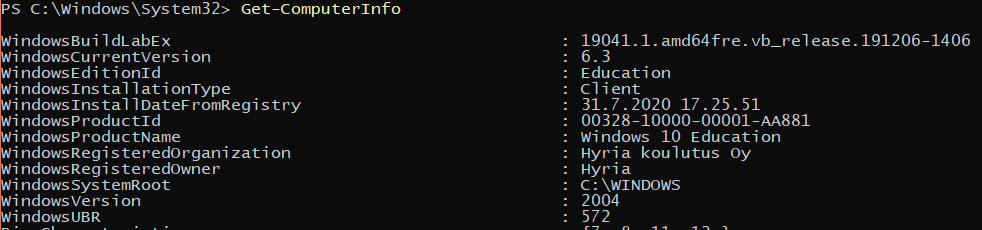 PS C:\Windows\System32> Get-ComputerInfo
WindowsBuildLabEx : 19041.1.amd64fre.vb_release.191206-1406
WindowsCurrentVersion : 6.3
WindowsEditionId : Education
WindowsInstallationType : Client
WindowsInstallDateFromRegistry : 31.7.2020 17.25.51
WindowsProductId : 00328-10000-00001-AA881
WindowsProductName : Windows 10 Education
WindowsRegisteredOrganization : Hyria koulutus Oy
WindowsRegisteredOwner : Hyria
WindowsSystemRoot : C:\WINDOWS
WindowsVersion : 2004
WindowsUBR : 572